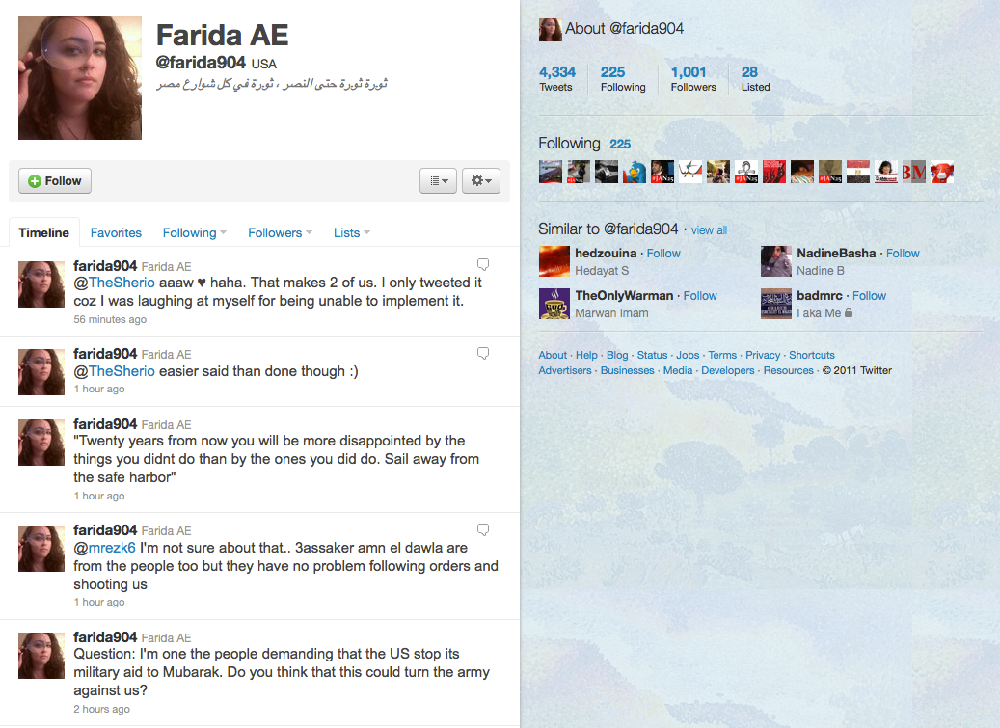 Farida AE
@farida904 USA
ثورة ثورة حتى النصر ، ثورة في كل شوارع مصر
Follow
Timeline Favorites Following Followers Lists
farida904 Farida AE
@TheSherio aaaw ♥ haha. That makes 2 of us. I only tweeted it
coz I was laughing at myself for being unable to implement it.
56 minutes ago
farida904 Farida AE
@TheSherio easier said than done though :)
1 hour ago
farida904 Farida AE
"Twenty years from now you will be more disappointed by the
things you didnt do than by the ones you did do. Sail away from
the safe harbor"
1 hour ago
farida904 Farida AE
@mrezk6 I'm not sure about that.. 3assaker amn el dawla are
from the people too but they have no problem following orders and
shooting us
1 hour ago
farida904 Farida AE
Question: I'm one the people demanding that the US stop its
military aid to Mubarak. Do you think that this could turn the army
against us?
2 hours ago
About @farida904
4,334 225 1,001 28
Tweets Following Followers Listed
Following 225
#JAN25
#JAN25
Similar to @farida904 · view all
hedzouina · Follow
Hedayat S
NadineBasha · Follow
Nadine B
TheOnlyWarman · Follow
Marwan Imam
badmrc · Follow
I aka Me
About · Help · Blog · Status · Jobs · Terms · Privacy · Shortcuts
Advertisers · Businesses · Media · Developers · Resources · © 2011 Twitter